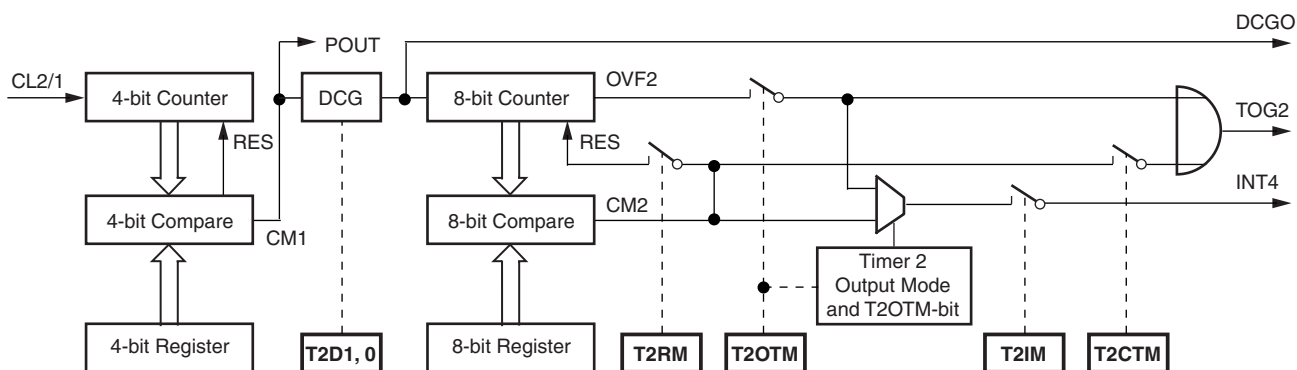 DCGO
POUT
CL2/1
4-bit Counter
DCG
8-bit Counter
OVF2
TOG2
RES
RES
INT4
4-bit Compare
CM1
8-bit Compare
CM2
Timer 2
Output Mode
and T2OTM-bit
4-bit Register
T2D1, 0
8-bit Register
T2RM
T2OTM
T2IM
T2CTM